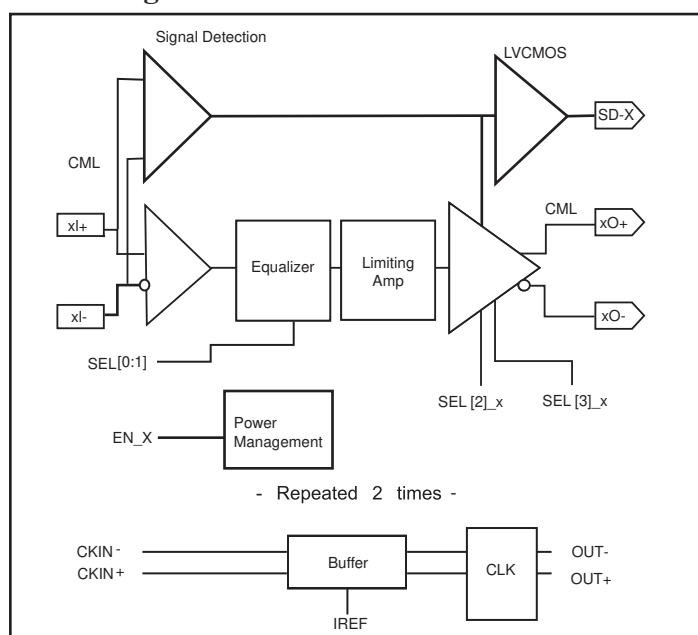 Signal Detection
LVCMOS
SD-X
CML
CML
xI+
xO+
Equalizer
Limiting
Amp
xI-
xO-
SEL[0:1]
SEL [2]_x
SEL [3]_x
Power
Management
EN_X
- Repeated 2 times -
CKIN-
CKIN+
Buffer
CLK
OUT-
OUT+
IREF